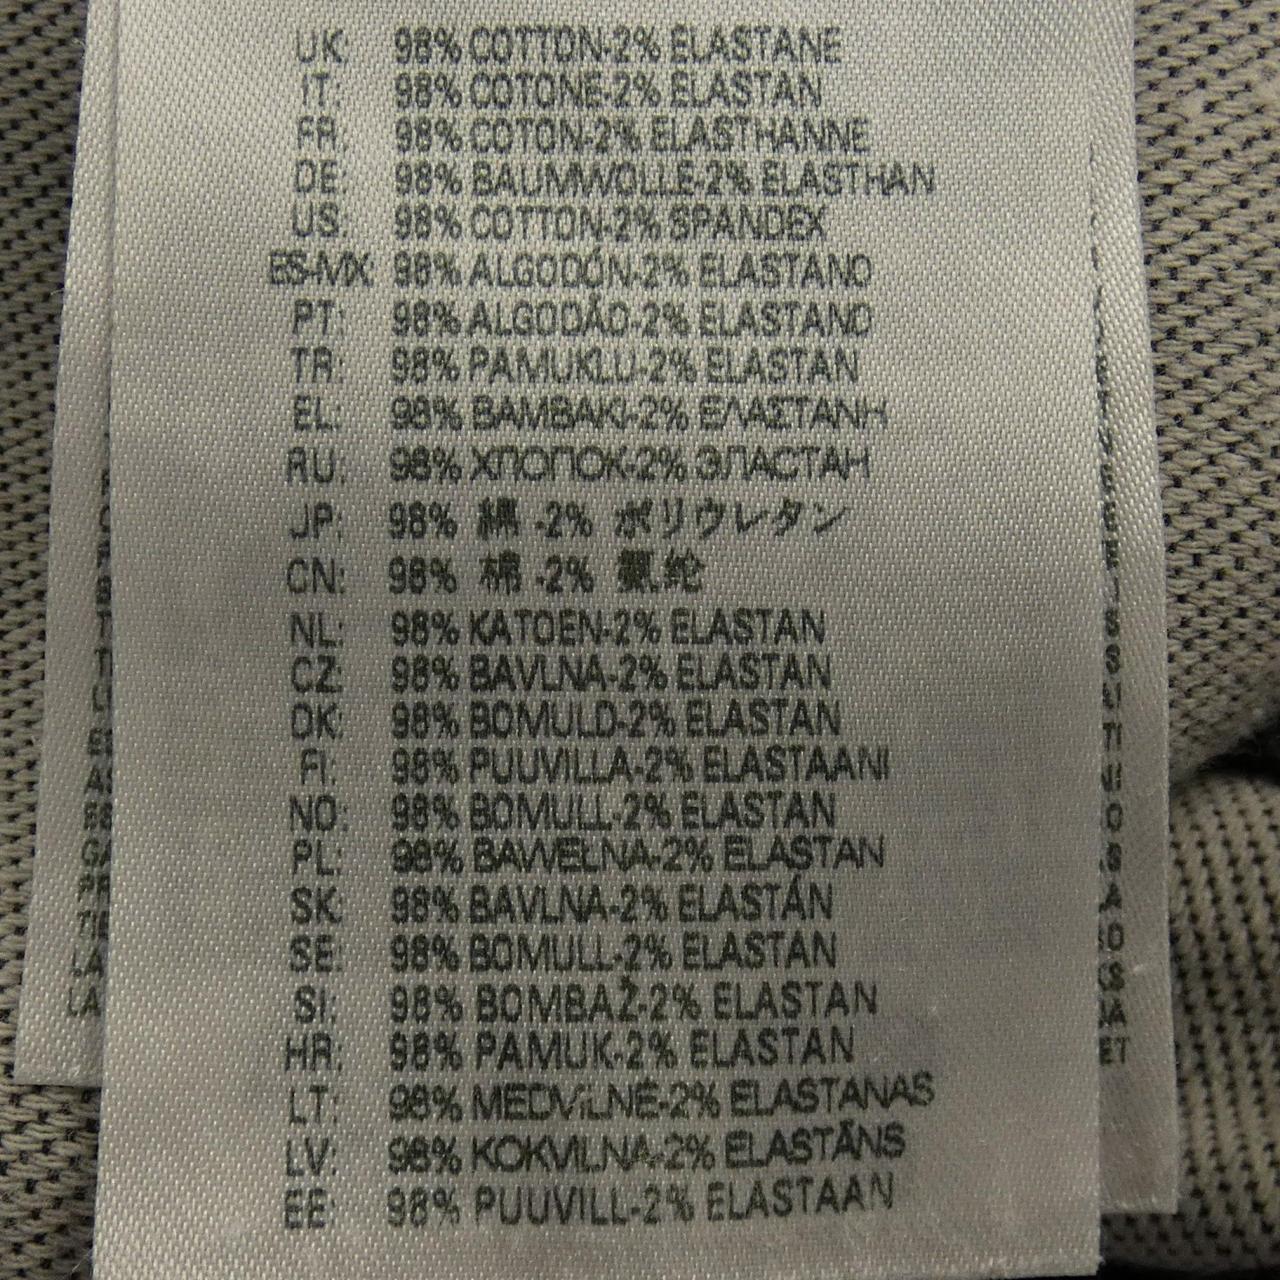 UK 98% COTTON-2% ELASTANE
IT: 98% COTONE-2% ELASTAN
FR: 98% COTON-2% ELASTHANNE
DE: 98% BAUMWOLLE-2% ELASTHAN
US: 98% COTTON-2% SPANDEX
ES-MX: 98% ALGODÓN-2% ELASTANO
PT: 98% ALGODÃO-2% ELASTANO
TR: 98% PAMUKLU-2% ELASTAN
EL: 98% BAMBAKI-2% ΕΛΑΣΤΑΝΗ
RU: 98% ХЛОПОК-2% ЭЛАСТАН
JP: 98% 綿 -2% ポリウレタン
CN: 98% 棉 -2%
NL: 98% KATOEN-2% ELASTAN
CZ: 98% BAVLNA-2% ELASTAN
DK: 98% BOMULD-2% ELASTAN
FI: 98% PUUVILLA-2% ELASTAANI
NO: 98% BOMULL-2% ELASTAN
PL: 98% BAWEŁNA-2% ELASTAN
SK: 98% BAVLNA-2% ELASTÁN
SE: 98% BOMULL-2% ELASTAN
SI: 98% BOMBAŽ-2% ELASTAN
HR: 98% PAMUK-2% ELASTAN
LT: 98% MEDVILNĖ-2% ELASTANAS
LV: 98% KOKVILNA-2% ELASTĀNS
EE: 98% PUUVILL-2% ELASTAAN